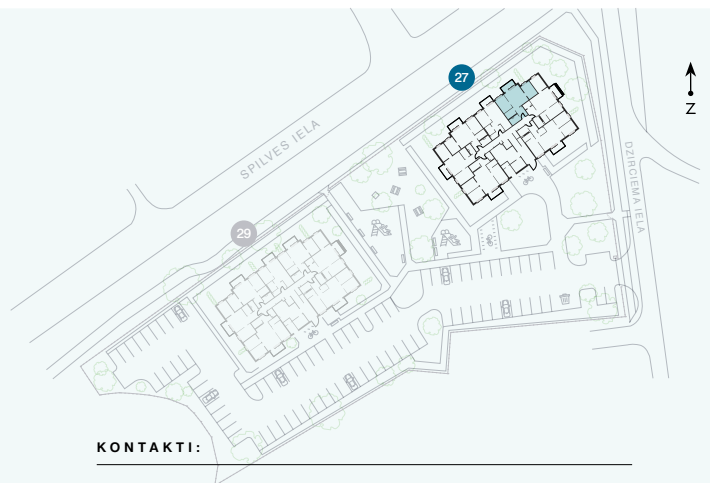 27
Z
SPILVES IELA
DZIRCIEMA IELA
29
KONTAKTI: